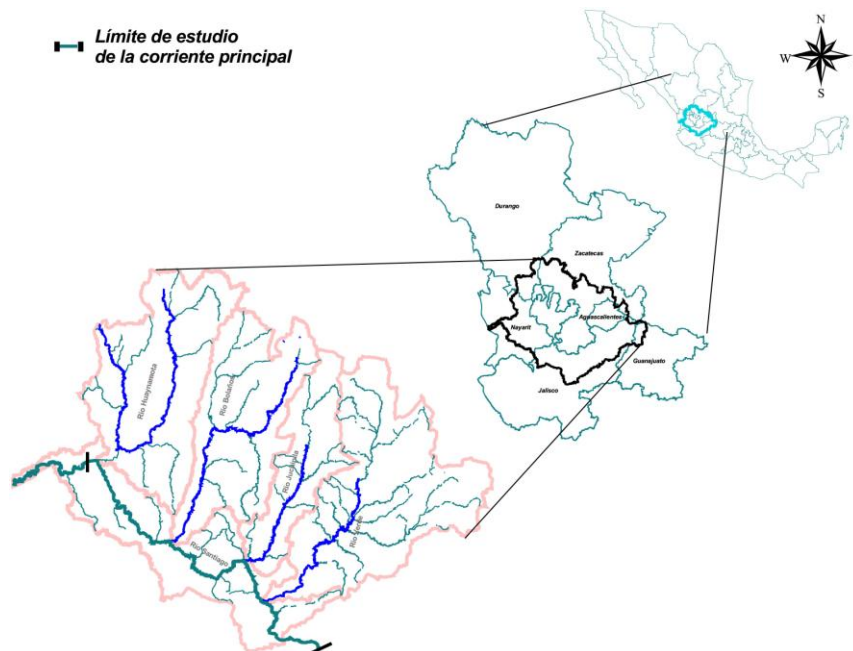 Límite de estudio
de la corriente principal
N
W
S
Durango
Zacatecas
Aguascalientes
Nayarit
Guanajuato
Jalisco
Río Huaynamota
Río Bolaños
Río Juchipila
Río Verde
Río Santiago